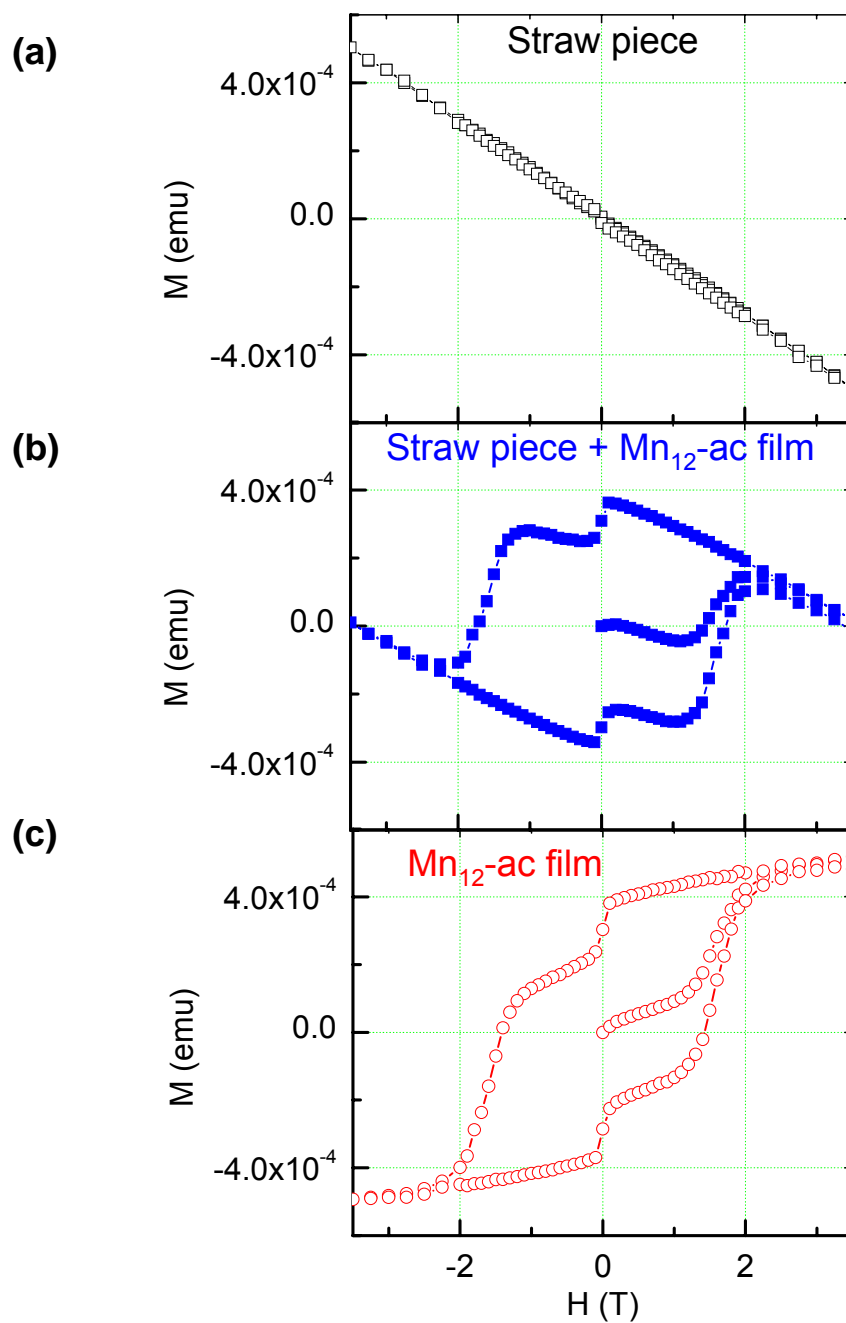 (a)
Straw piece
4.0x10⁻⁴
0.0
-4.0x10⁻⁴
M (emu)
(b)
Straw piece + Mn₁₂-ac film
4.0x10⁻⁴
0.0
-4.0x10⁻⁴
M (emu)
(c)
Mn₁₂-ac film
4.0x10⁻⁴
0.0
-4.0x10⁻⁴
M (emu)
-2 0 2
H (T)